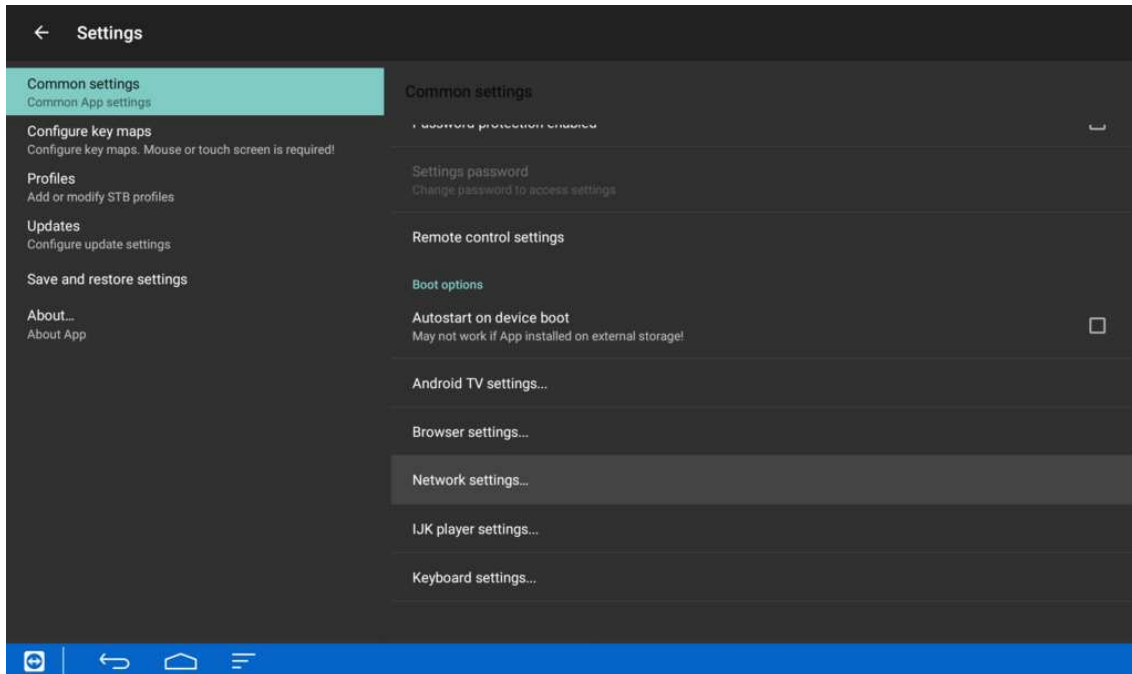 Settings
Common settings
Common App settings
Configure key maps
Configure key maps. Mouse or touch screen is required!
Profiles
Add or modify STB profiles
Updates
Configure update settings
Save and restore settings
About...
About App
Common settings
Password protection enabled
Settings password
Change password to access settings
Remote control settings
Boot options
Autostart on device boot
May not work if App installed on external storage!
Android TV settings...
Browser settings...
Network settings...
IJK player settings...
Keyboard settings...